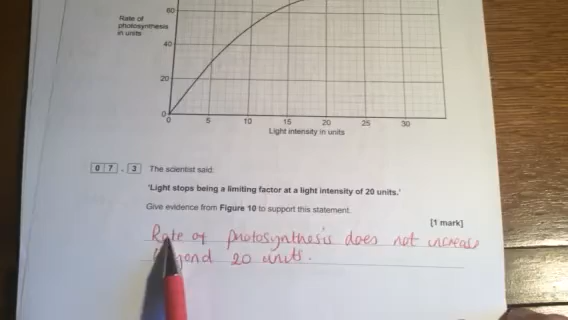 60
Rate of
photosynthesis
in units
40
20
0
0 5 10 15 20 25 30
Light intensity in units
0 7 . 3 The scientist said:
'Light stops being a limiting factor at a light intensity of 20 units.'
Give evidence from Figure 10 to support this statement.
[1 mark]
Rate of photosynthesis does not increase
20 units.